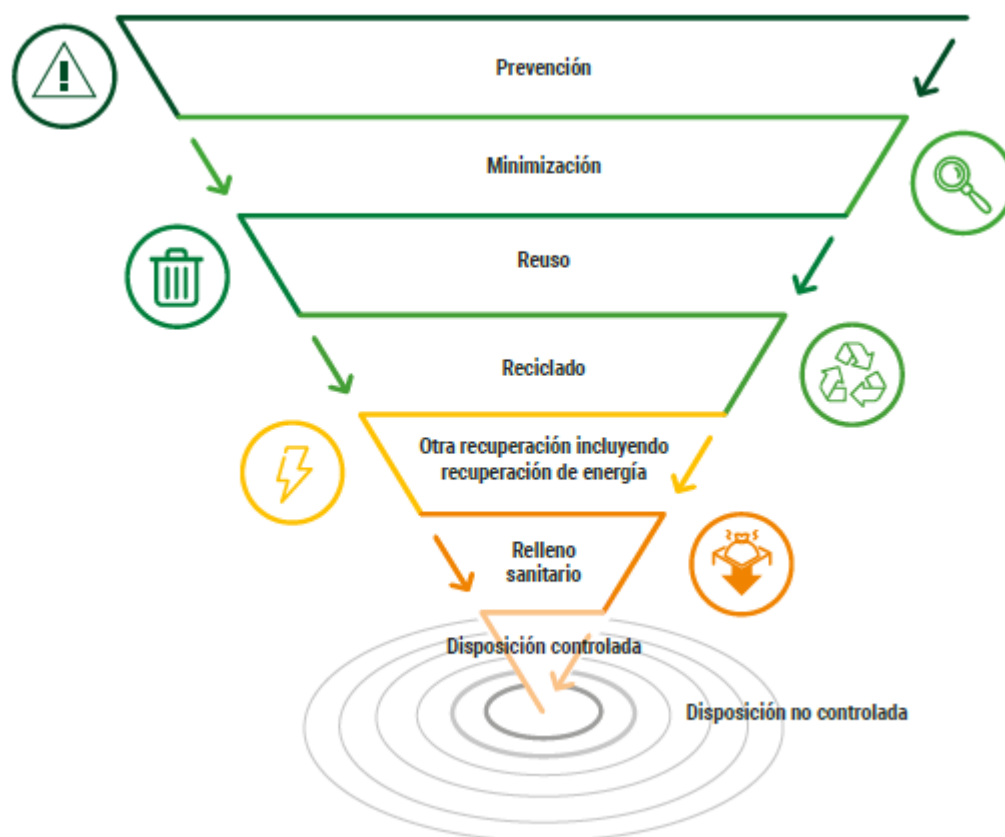 Prevención
Minimización
Reuso
Reciclado
Otra recuperación incluyendo
recuperación de energía
Relleno
sanitario
Disposición controlada
Disposición no controlada